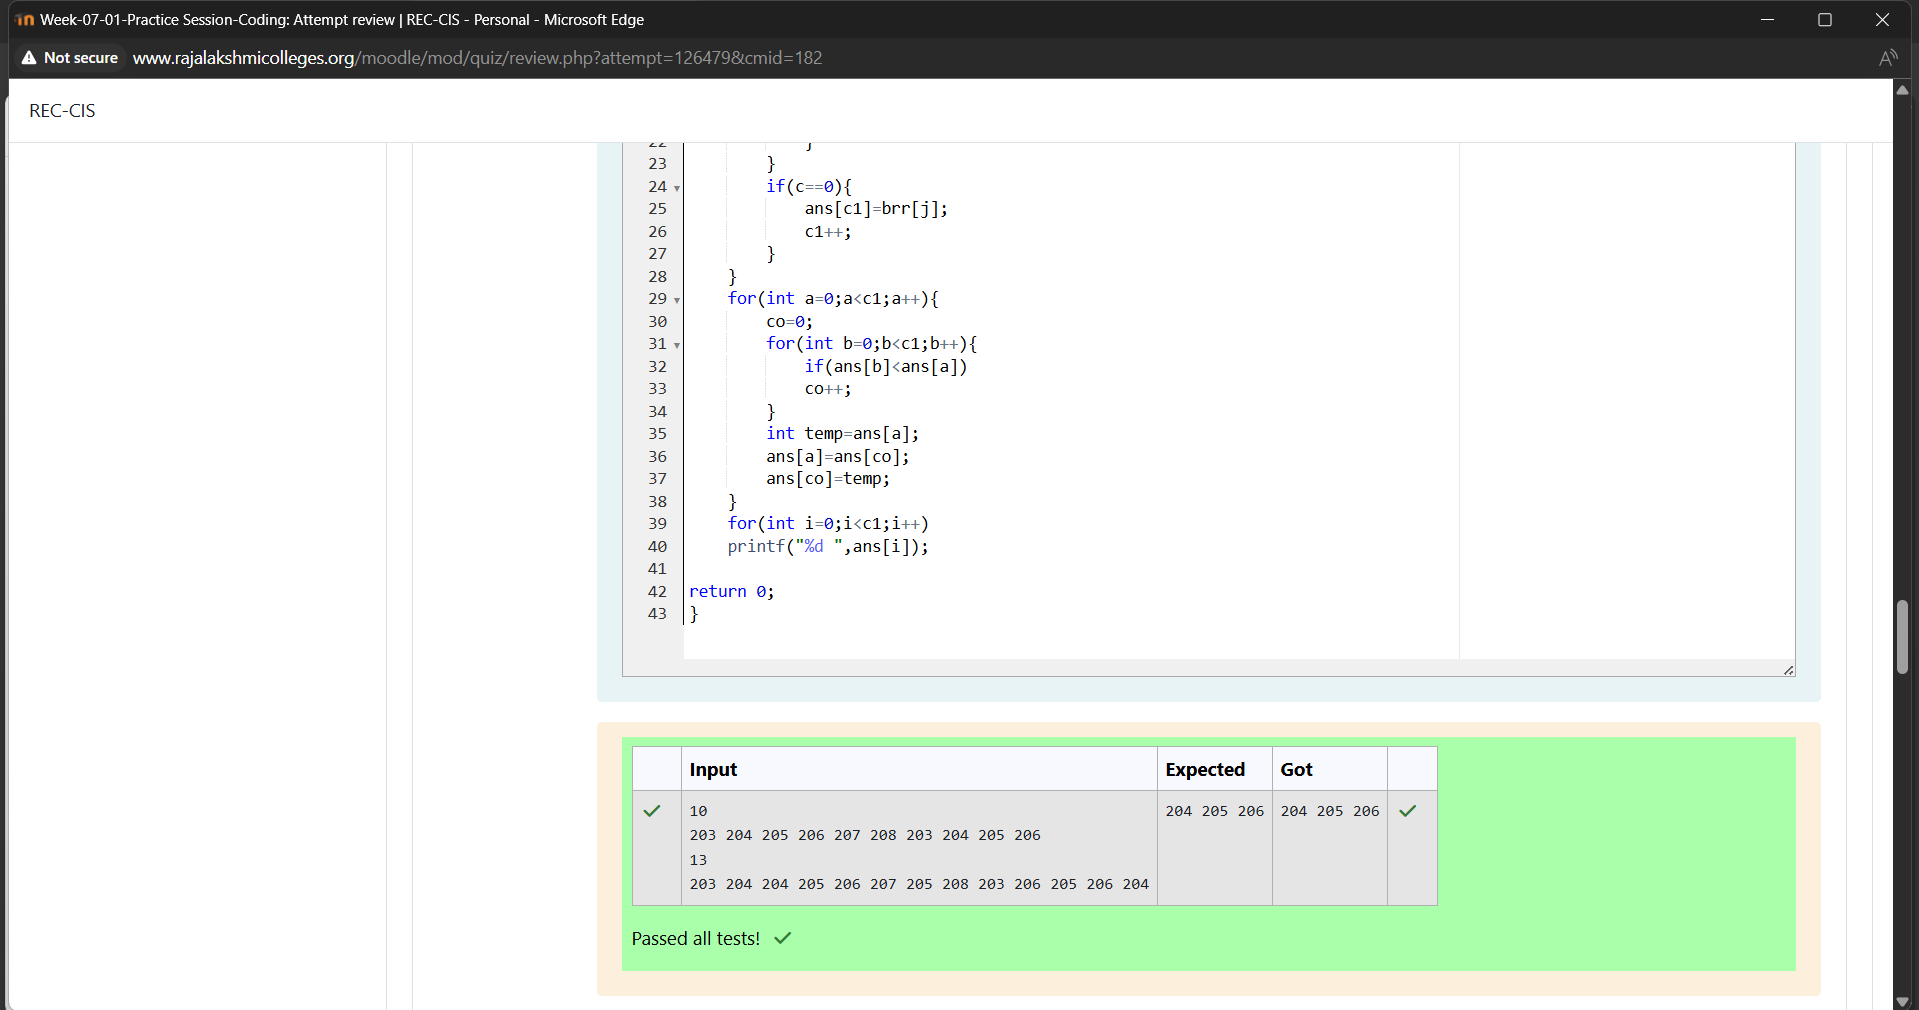 Week-07-01-Practice Session-Coding: Attempt review | REC-CIS - Personal - Microsoft Edge
Not secure www.rajalakshmicolleges.org/moodle/mod/quiz/review.php?attempt=126479&cmid=182
REC-CIS
22 }
23 }
24 if(c==0){
25 ans[c1]=brr[j];
26 c1++;
27 }
28 }
29 for(int a=0;a<c1;a++){
30 co=0;
31 for(int b=0;b<c1;b++){
32 if(ans[b]<ans[a])
33 co++;
34 }
35 int temp=ans[a];
36 ans[a]=ans[co];
37 ans[co]=temp;
38 }
39 for(int i=0;i<c1;i++)
40 printf("%d ",ans[i]);
41
42 return 0;
43 }
Input Expected Got
10 204 205 206 204 205 206
203 204 205 206 207 208 203 204 205 206
13
203 204 204 205 206 207 205 208 203 206 205 206 204
Passed all tests!